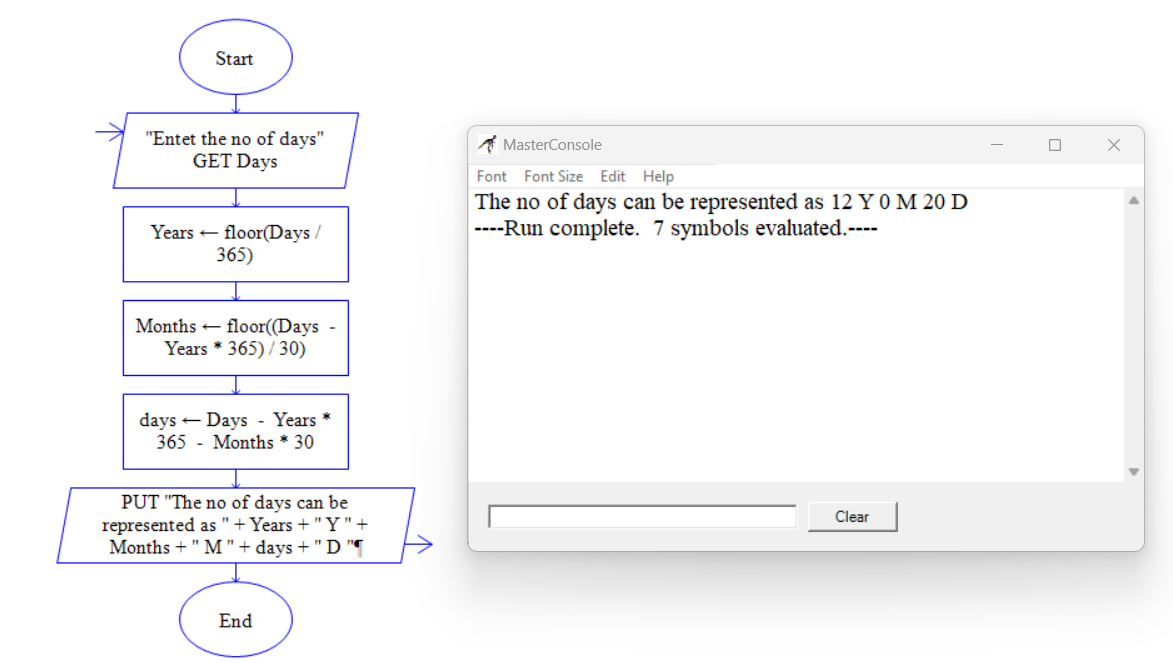 Start
"Entet the no of days"
GET Days
Years ← floor(Days /
365)
Months ← floor((Days  -
Years * 365) / 30)
days ← Days  -  Years *
365  -  Months * 30
PUT "The no of days can be
represented as " + Years + " Y " +
Months + " M " + days + " D "¶
End
MasterConsole
Font Font Size Edit Help
The no of days can be represented as 12 Y 0 M 20 D
----Run complete.  7 symbols evaluated.----
Clear